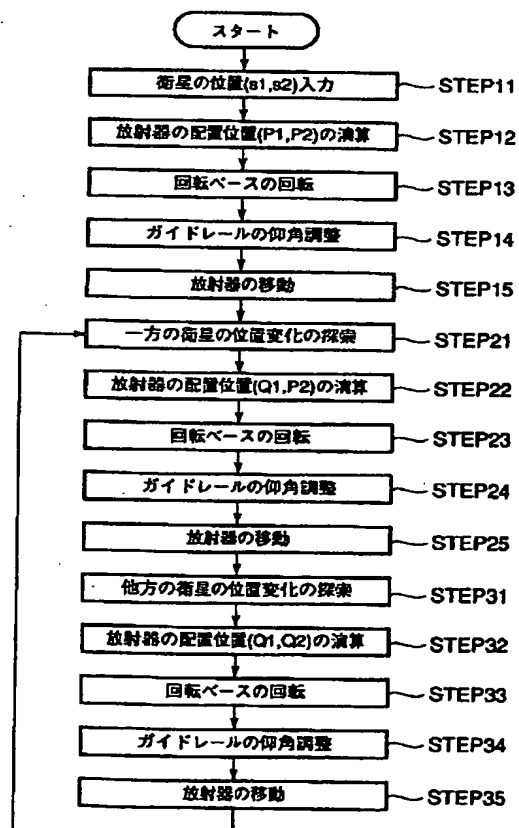 スタート
衛星の位置(s1,s2)入力 STEP11
放射器の配置位置(P1,P2)の演算 STEP12
回転ベースの回転 STEP13
ガイドレールの仰角調整 STEP14
放射器の移動 STEP15
一方の衛星の位置変化の探索 STEP21
放射器の配置位置(Q1,P2)の演算 STEP22
回転ベースの回転 STEP23
ガイドレールの仰角調整 STEP24
放射器の移動 STEP25
他方の衛星の位置変化の探索 STEP31
放射器の配置位置(Q1,Q2)の演算 STEP32
回転ベースの回転 STEP33
ガイドレールの仰角調整 STEP34
放射器の移動 STEP35